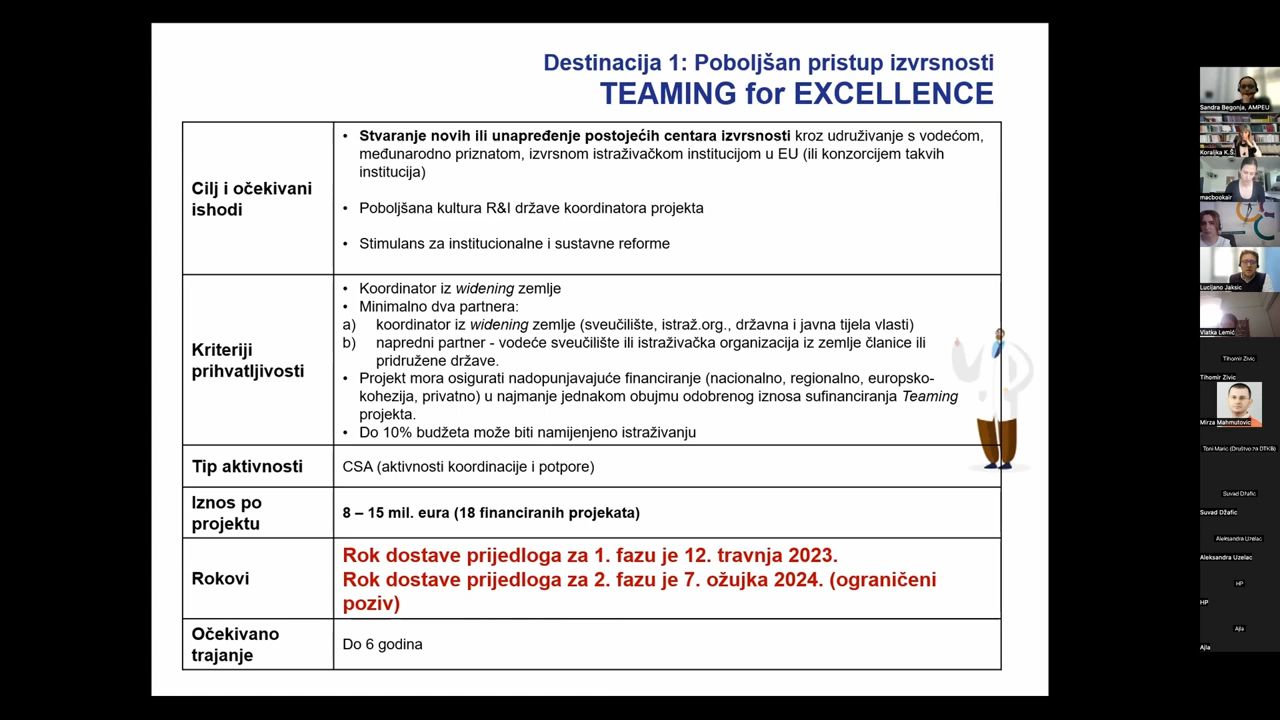 Destinacija 1: Poboljšan pristup izvrsnosti
TEAMING for EXCELLENCE
Cilj i očekivani
ishodi
• Stvaranje novih ili unapređenje postojećih centara izvrsnosti kroz udruživanje s vodećom,
međunarodno priznatom, izvrsnom istraživačkom institucijom u EU (ili konzorcijem takvih
institucija)
• Poboljšana kultura R&I države koordinatora projekta
• Stimulans za institucionalne i sustavne reforme
Kriteriji
prihvatljivosti
• Koordinator iz widening zemlje
• Minimalno dva partnera:
a) koordinator iz widening zemlje (sveučilište, istraž.org., državna i javna tijela vlasti)
b) napredni partner - vodeće sveučilište ili istraživačka organizacija iz zemlje članice ili
pridružene države.
• Projekt mora osigurati nadopunjavajuće financiranje (nacionalno, regionalno, europsko-
kohezija, privatno) u najmanje jednakom obujmu odobrenog iznosa sufinanciranja Teaming
projekta.
• Do 10% budžeta može biti namijenjeno istraživanju
Tip aktivnosti
CSA (aktivnosti koordinacije i potpore)
Iznos po
projektu
8 – 15 mil. eura (18 financiranih projekata)
Rokovi
Rok dostave prijedloga za 1. fazu je 12. travnja 2023.
Rok dostave prijedloga za 2. fazu je 7. ožujka 2024. (ograničeni
poziv)
Očekivano
trajanje
Do 6 godina
Sandra Begonja, AMPEU
Koraljka K.Š.
macbookair
Lucijano Jaksic
Vlatka Lemić
Tihomir Zivic
Tihomir Zivic
Mirza Mahmutovic
Toni Maric (Društvo za DTKB)
Suvad Džafic
Suvad Džafic
Aleksandra Uzelac
Aleksandra Uzelac
HP
HP
Ajla
Ajla